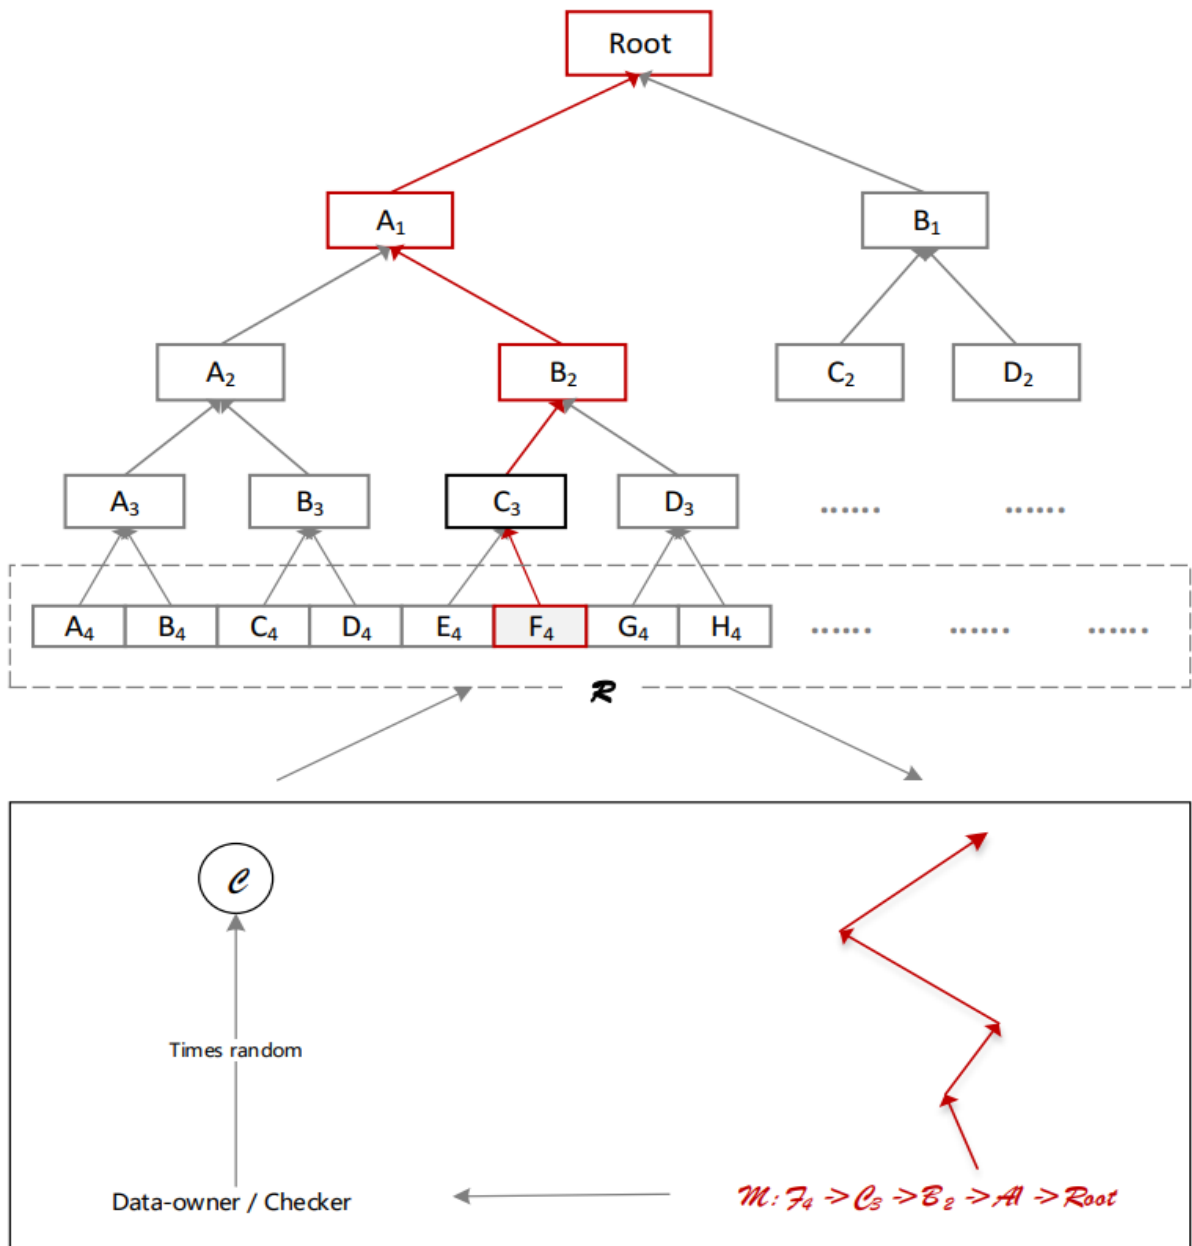 Root
A₁ B₁
A₂ B₂ C₂ D₂
A₃ B₃ C₃ D₃ ...... ......
A₄ B₄ C₄ D₄ E₄ F₄ G₄ H₄ ...... ...... ......
R
C
Times random
Data-owner / Checker
M: F₄ -> C₃ -> B₂ -> A1 -> Root